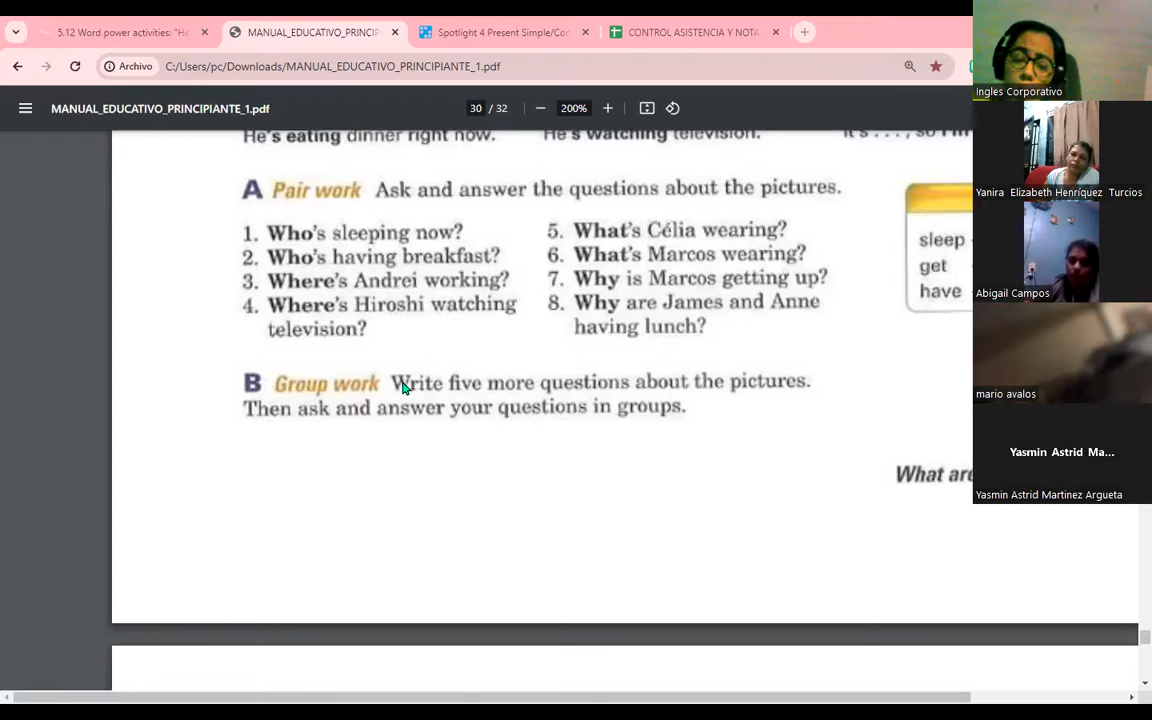 5.12 Word power activities: "He
MANUAL_EDUCATIVO_PRINCIP
Spotlight 4 Present Simple/Con
CONTROL ASISTENCIA Y NOTA
Archivo
C:/Users/pc/Downloads/MANUAL_EDUCATIVO_PRINCIPIANTE_1.pdf
MANUAL_EDUCATIVO_PRINCIPIANTE_1.pdf
30 / 32
200%
He's eating dinner right now.
He's watching television.
It's . . . , so I'm
A Pair work Ask and answer the questions about the pictures.
1. Who's sleeping now?
2. Who's having breakfast?
3. Where's Andrei working?
4. Where's Hiroshi watching
television?
5. What's Célia wearing?
6. What's Marcos wearing?
7. Why is Marcos getting up?
8. Why are James and Anne
having lunch?
sleep
get
have
B Group work Write five more questions about the pictures.
Then ask and answer your questions in groups.
What are
Ingles Corporativo
Yanira Elizabeth Henríquez Turcios
Abigail Campos
mario avalos
Yasmin Astrid Ma...
Yasmin Astrid Martinez Argueta